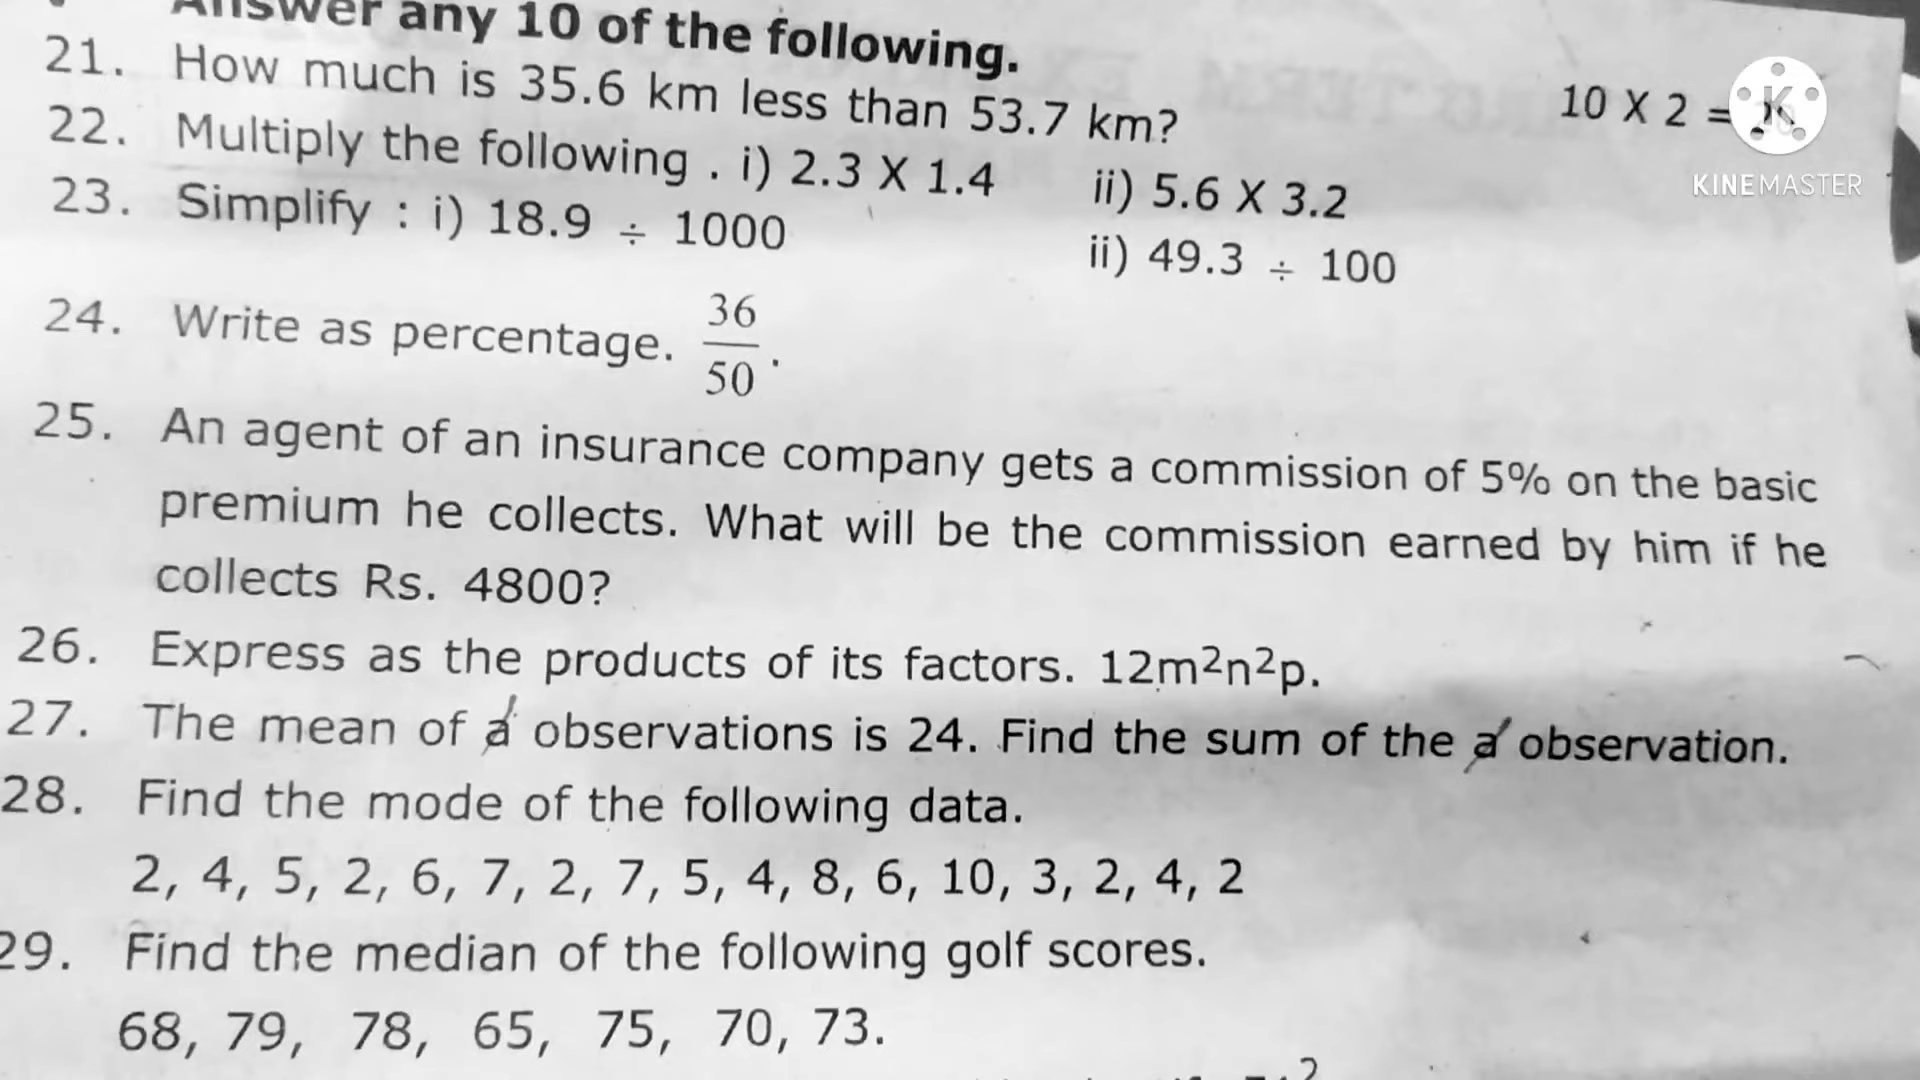 Answer any 10 of the following.
10 X 2 =
21. How much is 35.6 km less than 53.7 km?
22. Multiply the following . i) 2.3 X 1.4 ii) 5.6 X 3.2
23. Simplify : i) 18.9 ÷ 1000 ii) 49.3 ÷ 100
KINEMASTER
24. Write as percentage. 36/50 .
25. An agent of an insurance company gets a commission of 5% on the basic
premium he collects. What will be the commission earned by him if he
collects Rs. 4800?
26. Express as the products of its factors. 12m²n²p.
27. The mean of a observations is 24. Find the sum of the a observation.
28. Find the mode of the following data.
2, 4, 5, 2, 6, 7, 2, 7, 5, 4, 8, 6, 10, 3, 2, 4, 2
29. Find the median of the following golf scores.
68, 79, 78, 65, 75, 70, 73.